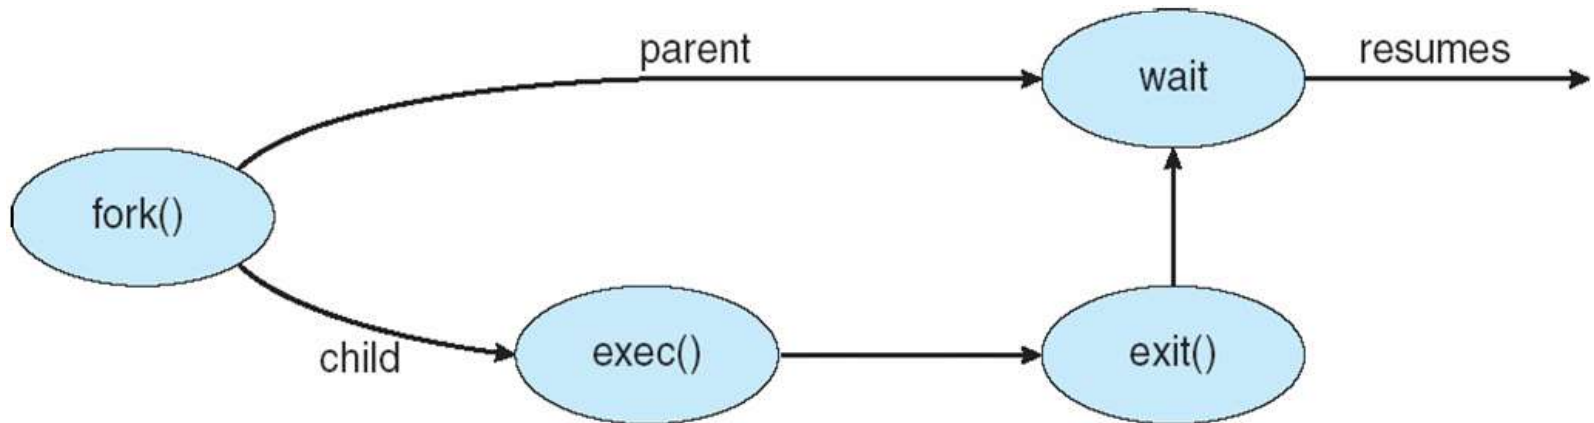 parent
wait
resumes
fork()
child
exec()
exit()